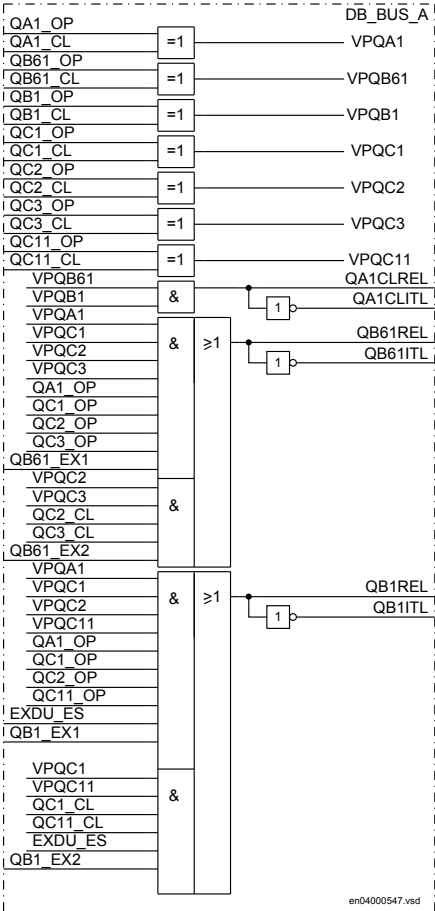 DB_BUS_A
QA1_OP
QA1_CL
=1
VPQA1
QB61_OP
QB61_CL
=1
VPQB61
QB1_OP
QB1_CL
=1
VPQB1
QC1_OP
QC1_CL
=1
VPQC1
QC2_OP
QC2_CL
=1
VPQC2
QC3_OP
QC3_CL
=1
VPQC3
QC11_OP
QC11_CL
=1
VPQC11
VPQB61
VPQB1
&
QA1CLREL
1
QA1CLITL
VPQA1
VPQC1
VPQC2
VPQC3
QA1_OP
QC1_OP
QC2_OP
QC3_OP
QB61_EX1
&
≥1
QB61REL
1
QB61ITL
VPQC2
VPQC3
QC2_CL
QC3_CL
QB61_EX2
&
VPQA1
VPQC1
VPQC2
VPQC11
QA1_OP
QC1_OP
QC2_OP
QC11_OP
EXDU_ES
QB1_EX1
&
≥1
QB1REL
1
QB1ITL
VPQC1
VPQC11
QC1_CL
QC11_CL
EXDU_ES
QB1_EX2
&
en04000547.vsd